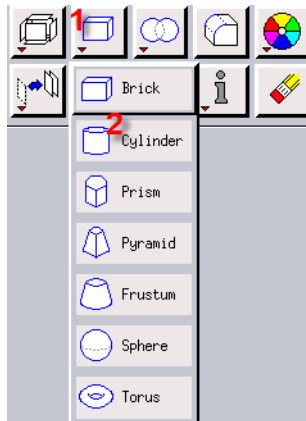 1
Brick
2
Cylinder
Prism
Pyramid
Frustum
Sphere
Torus